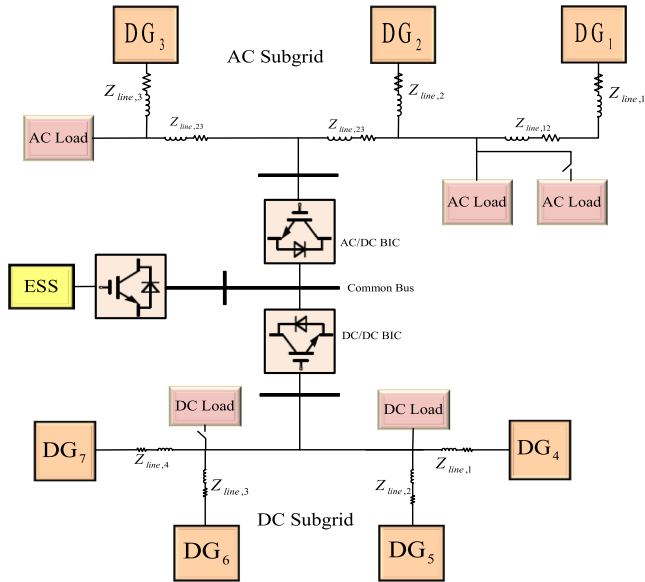 DG3
DG2
DG1
AC Subgrid
Zline,3
Zline,2
Zline,1
Zline,23
Zline,23
Zline,12
AC Load
AC Load
AC Load
AC/DC BIC
ESS
Common Bus
DC/DC BIC
DC Load
DC Load
DG7
Zline,4
Zline,1
DG4
Zline,3
Zline,2
DC Subgrid
DG6
DG5